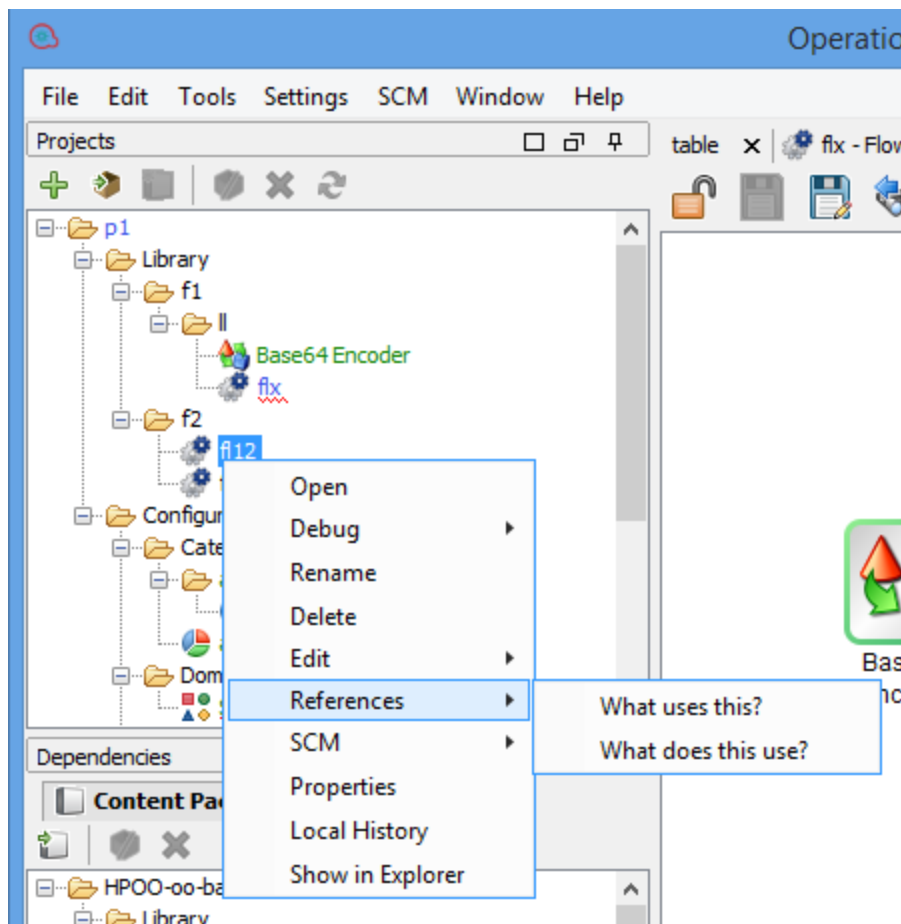 Operatio
File Edit Tools Settings SCM Window Help
Projects
table
flx - Flow
p1
Library
f1
ll
Base64 Encoder
flx
f2
fl12
Configur
Cate
Dom
Open
Debug
Rename
Delete
Edit
References
SCM
Properties
Local History
Show in Explorer
What uses this?
What does this use?
Bas
nc
Dependencies
Content Pac
HPOO-oo-ba
Library